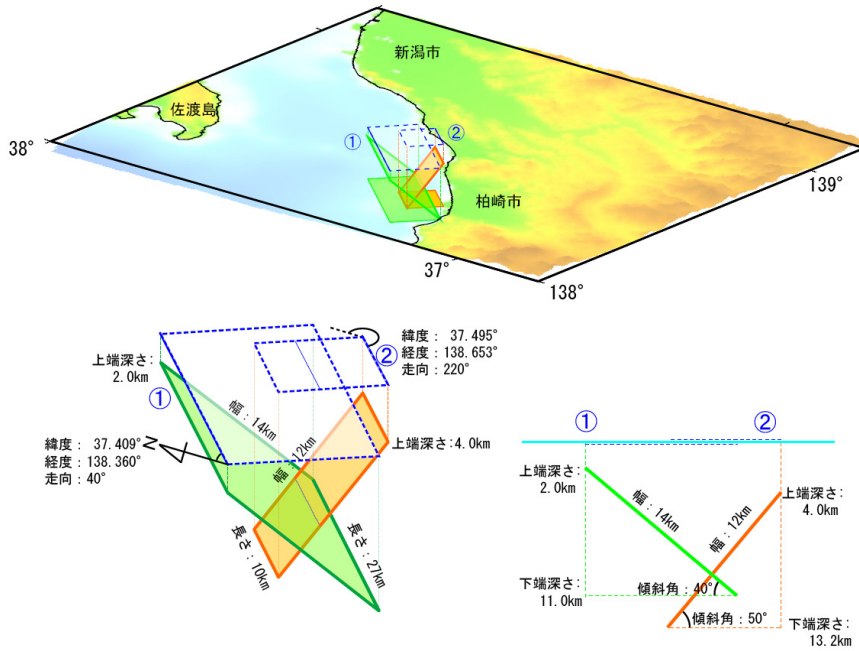 新潟市
佐渡島
①
②
38°
139°
柏崎市
37°
138°
上端深さ:
2.0km
①
②
緯度： 37.495°
経度：138.653°
走向：220°
幅：14km
幅：12km
上端深さ:4.0km
緯度： 37.409°
経度：138.360°
走向：40°
N
長さ：10km
長さ：27km
①
②
上端深さ:
2.0km
上端深さ:
4.0km
幅：14km
幅：12km
下端深さ:
11.0km
傾斜角：40°
傾斜角：50°
下端深さ:
13.2km